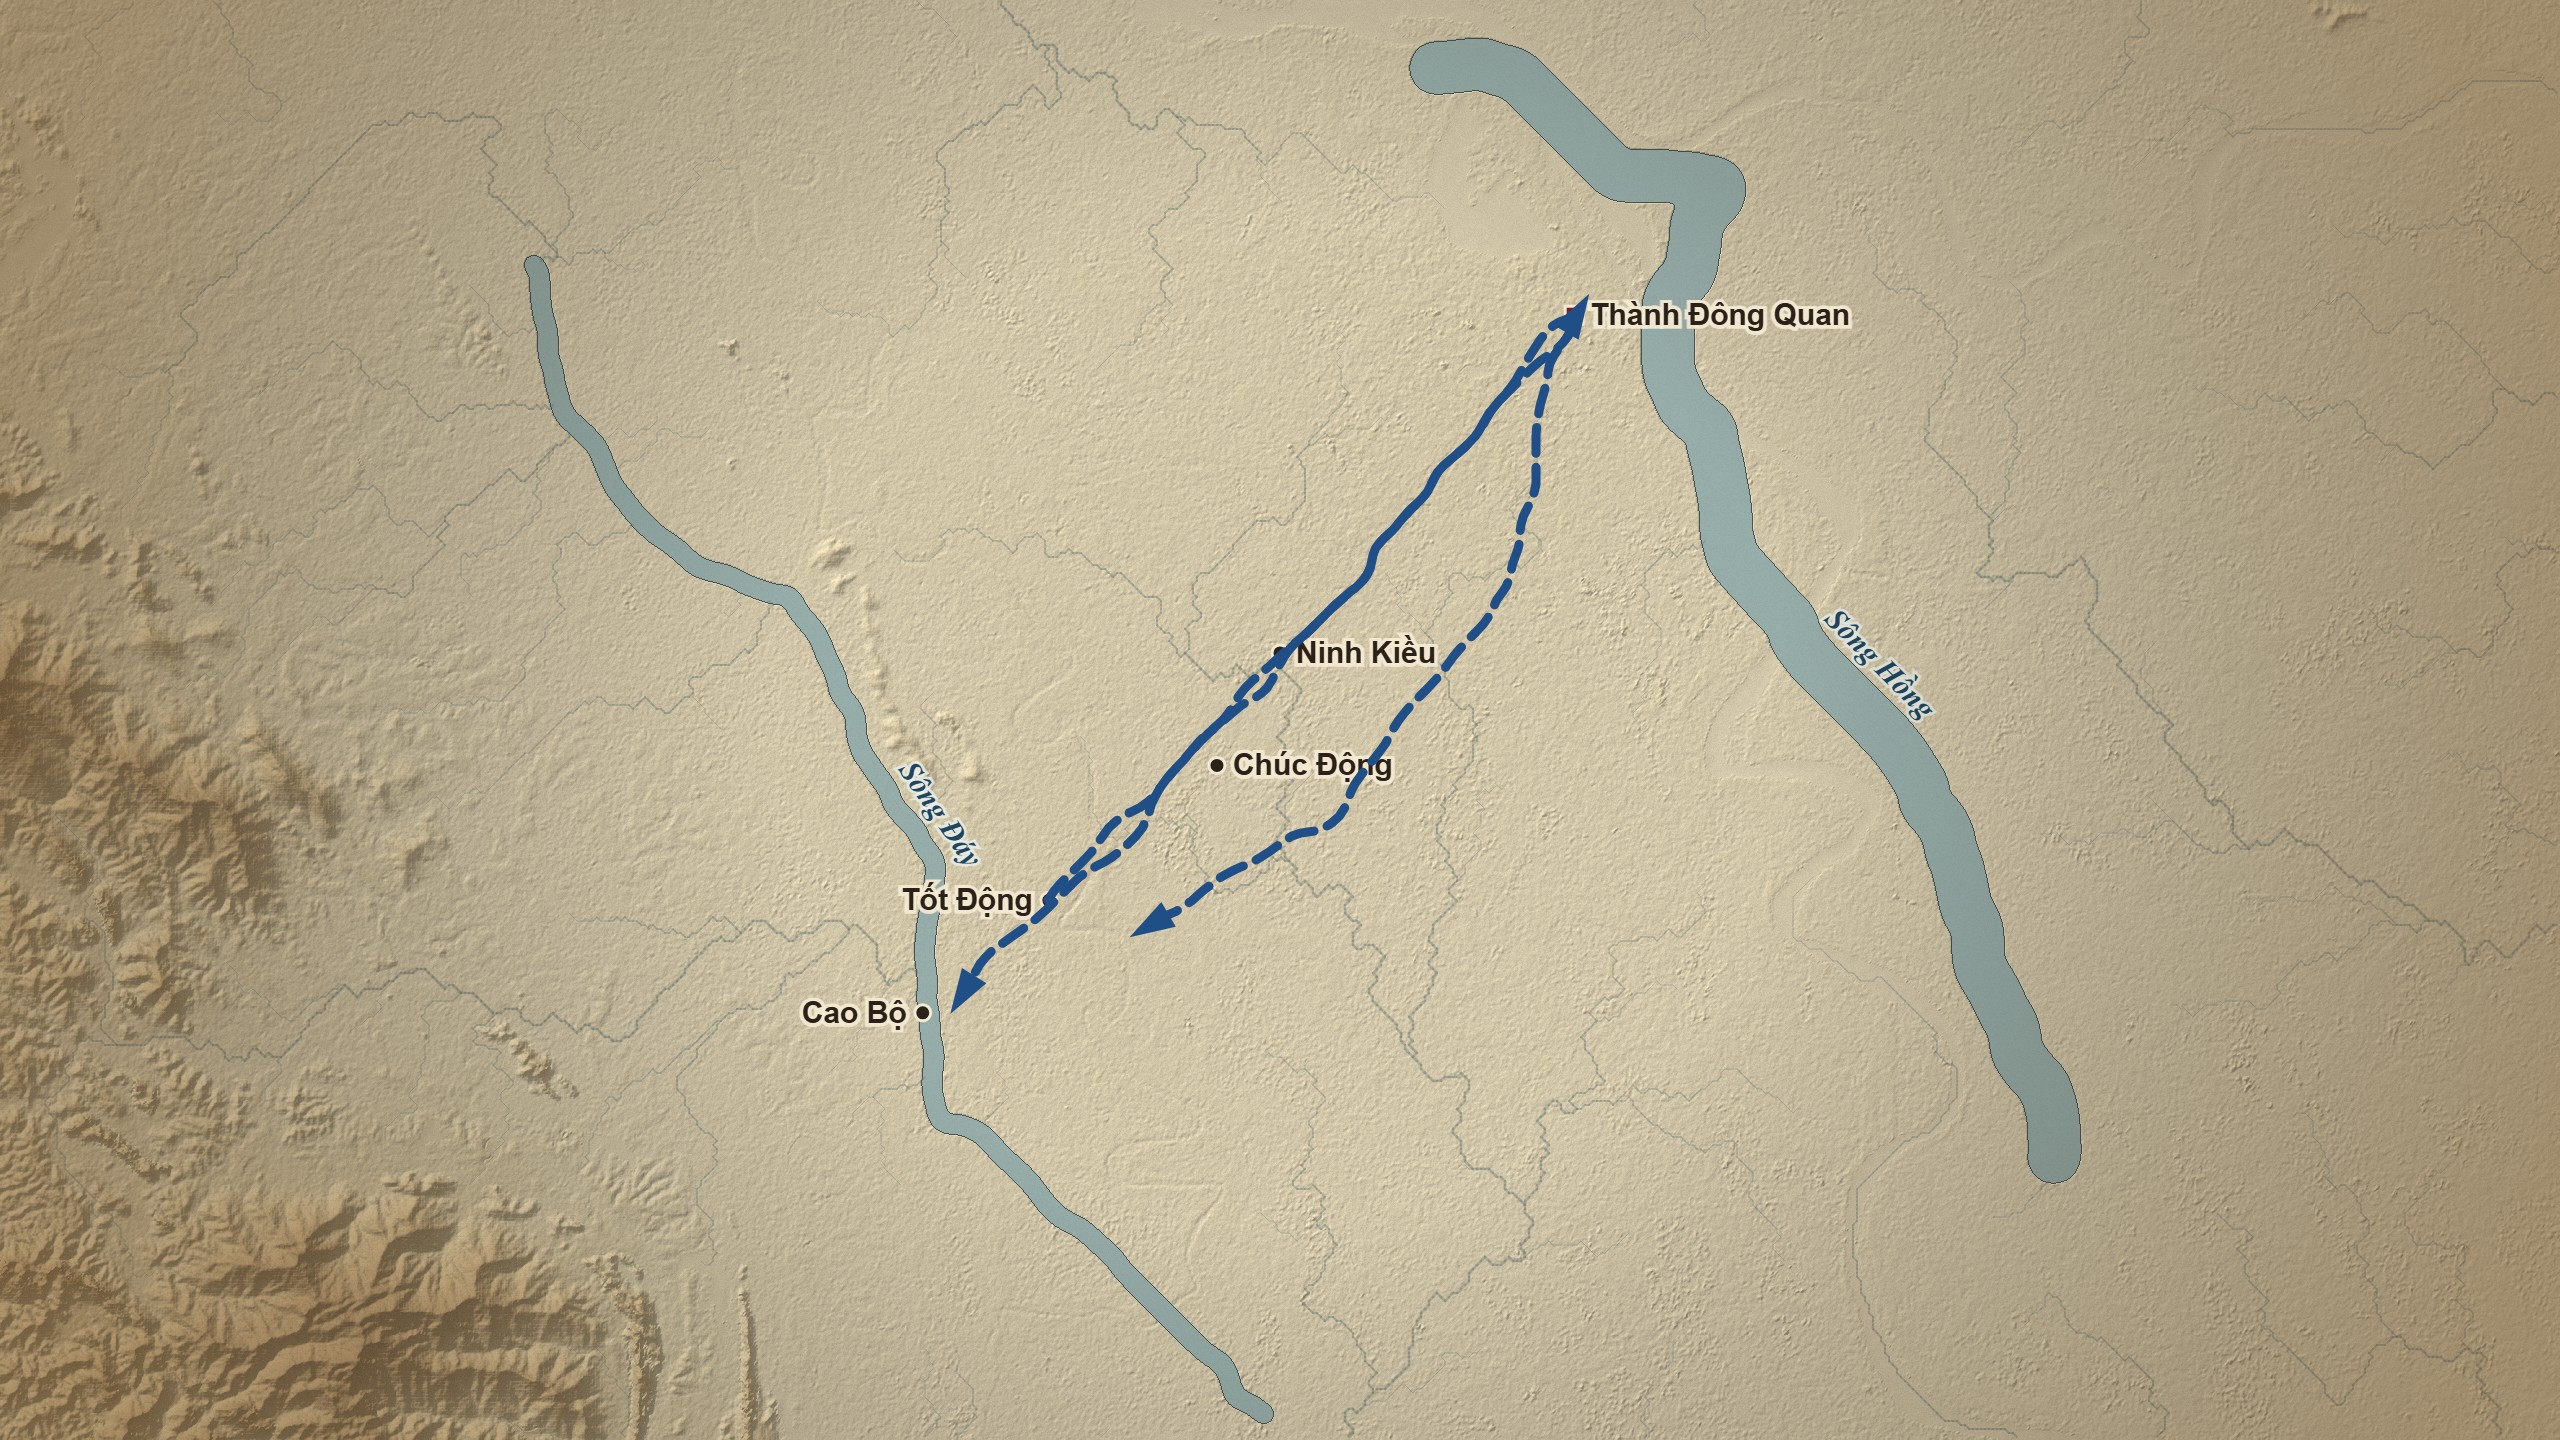 Thành Đông Quan
Sông Hồng
Ninh Kiều
Chúc Động
Sông Đáy
Tốt Động
Cao Bộ